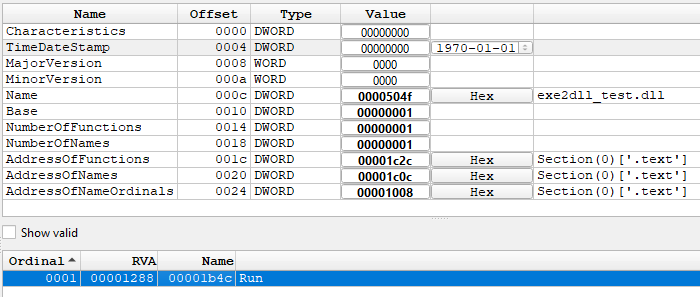 Name Offset Type Value
Characteristics 0000 DWORD 00000000
TimeDateStamp 0004 DWORD 00000000 1970-01-01
MajorVersion 0008 WORD 0000
MinorVersion 000a WORD 0000
Name 000c DWORD 0000504f Hex exe2dll_test.dll
Base 0010 DWORD 00000001
NumberOfFunctions 0014 DWORD 00000001
NumberOfNames 0018 DWORD 00000001
AddressOfFunctions 001c DWORD 00001c2c Hex Section(0)['.text']
AddressOfNames 0020 DWORD 00001c0c Hex Section(0)['.text']
AddressOfNameOrdinals 0024 DWORD 00001008 Hex Section(0)['.text']
Show valid
Ordinal RVA Name
0001 00001288 00001b4c Run